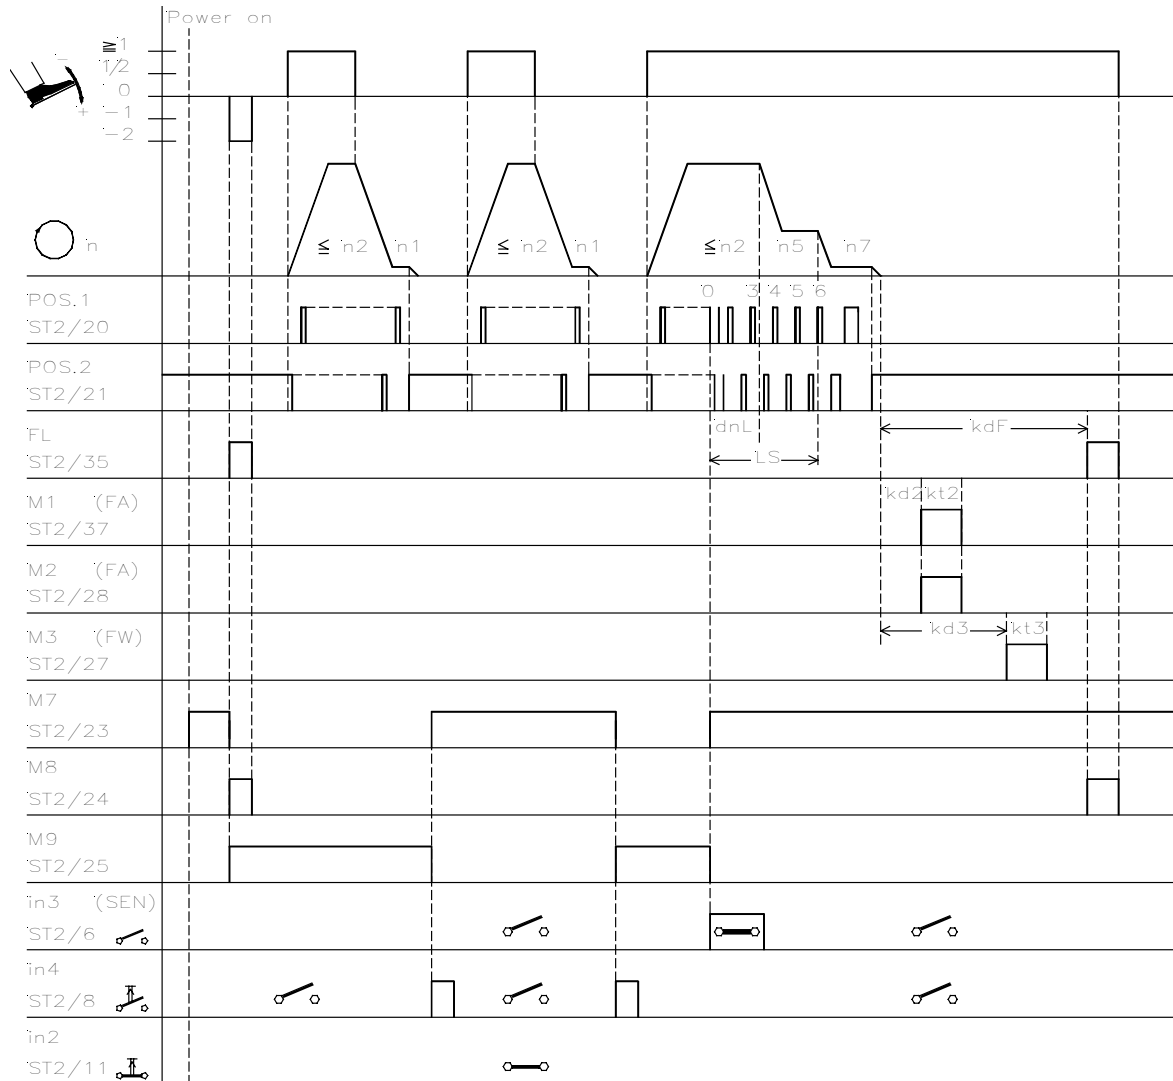 Power on
≧1
1/2
0
-1
-2
-
+
n
≦ n2 n1 ≦ n2 n1 ≦ n2 n5 n7
0 3 4 5 6
POS.1
ST2/20
POS.2
ST2/21
dnL
kdF
FL
ST2/35
LS
kd2 kt2
M1 (FA)
ST2/37
M2 (FA)
ST2/28
M3 (FW)
kd3 kt3
ST2/27
M7
ST2/23
M8
ST2/24
M9
ST2/25
in3 (SEN)
ST2/6
in4
ST2/8
in2
ST2/11